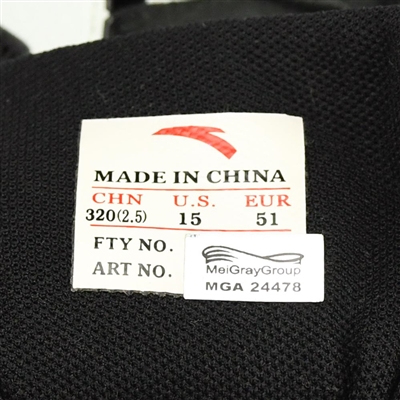 MADE IN CHINA
CHN U.S. EUR
320(2.5) 15 51
FTY NO.
ART NO.
MeiGrayGroup
MGA 24478